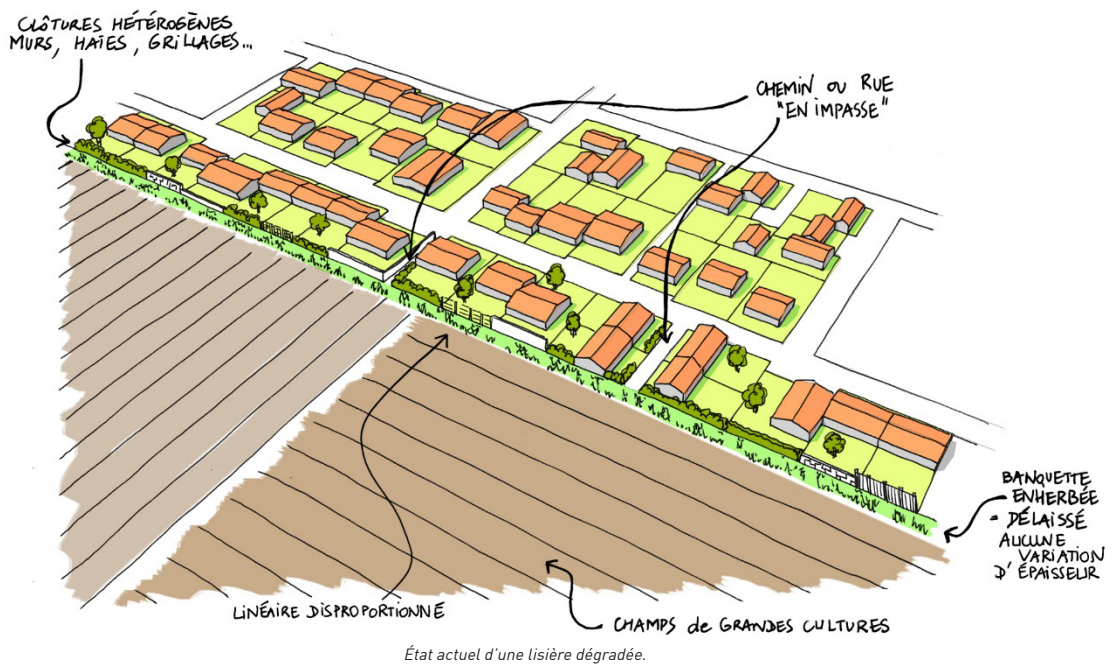 CLÔTURES HÉTÉROGÈNES
MURS, HAÏES, GRILLAGES...
CHEMIN OU RUE
"EN IMPASSE"
BANQUETTE
ENHERBÉE
- DÉLAISSÉ
AUCUNE
VARIATION
D'ÉPAISSEUR
LINÉAIRE DISPROPORTIONNÉ
CHAMPS de GRANDES CULTURES
État actuel d'une lisière dégradée.